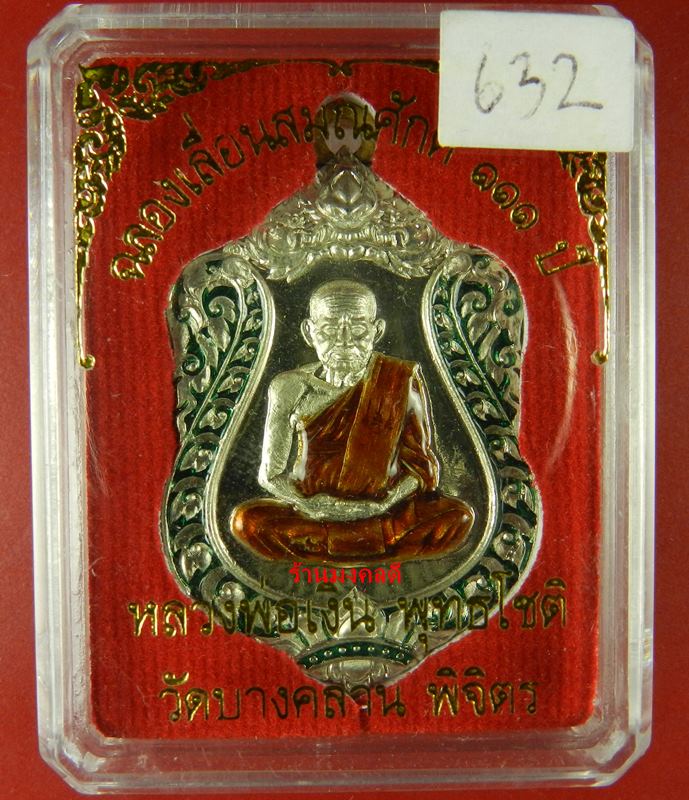 632
ฉลองเลื่อนสมณศักดิ์ ๑๑๑ ปี
ร้านมงคลดี
หลวงพ่อเงิน พุทธโชติ
วัดบางคลาน พิจิตร